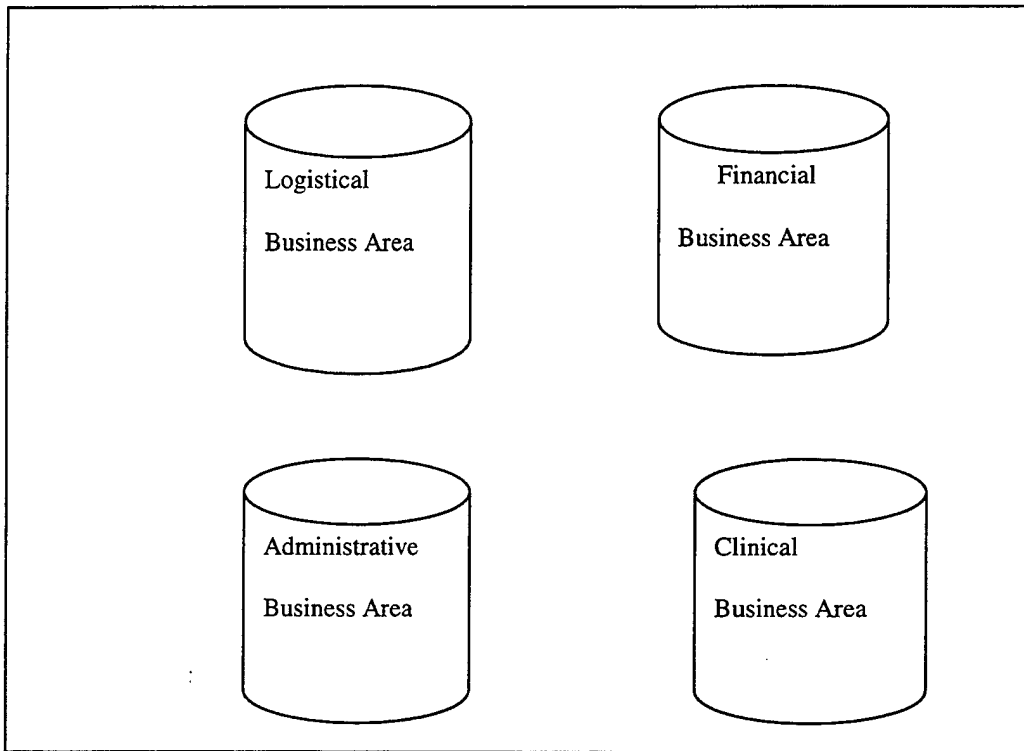 Logistical
Business Area
Financial
Business Area
Administrative
Business Area
Clinical
Business Area